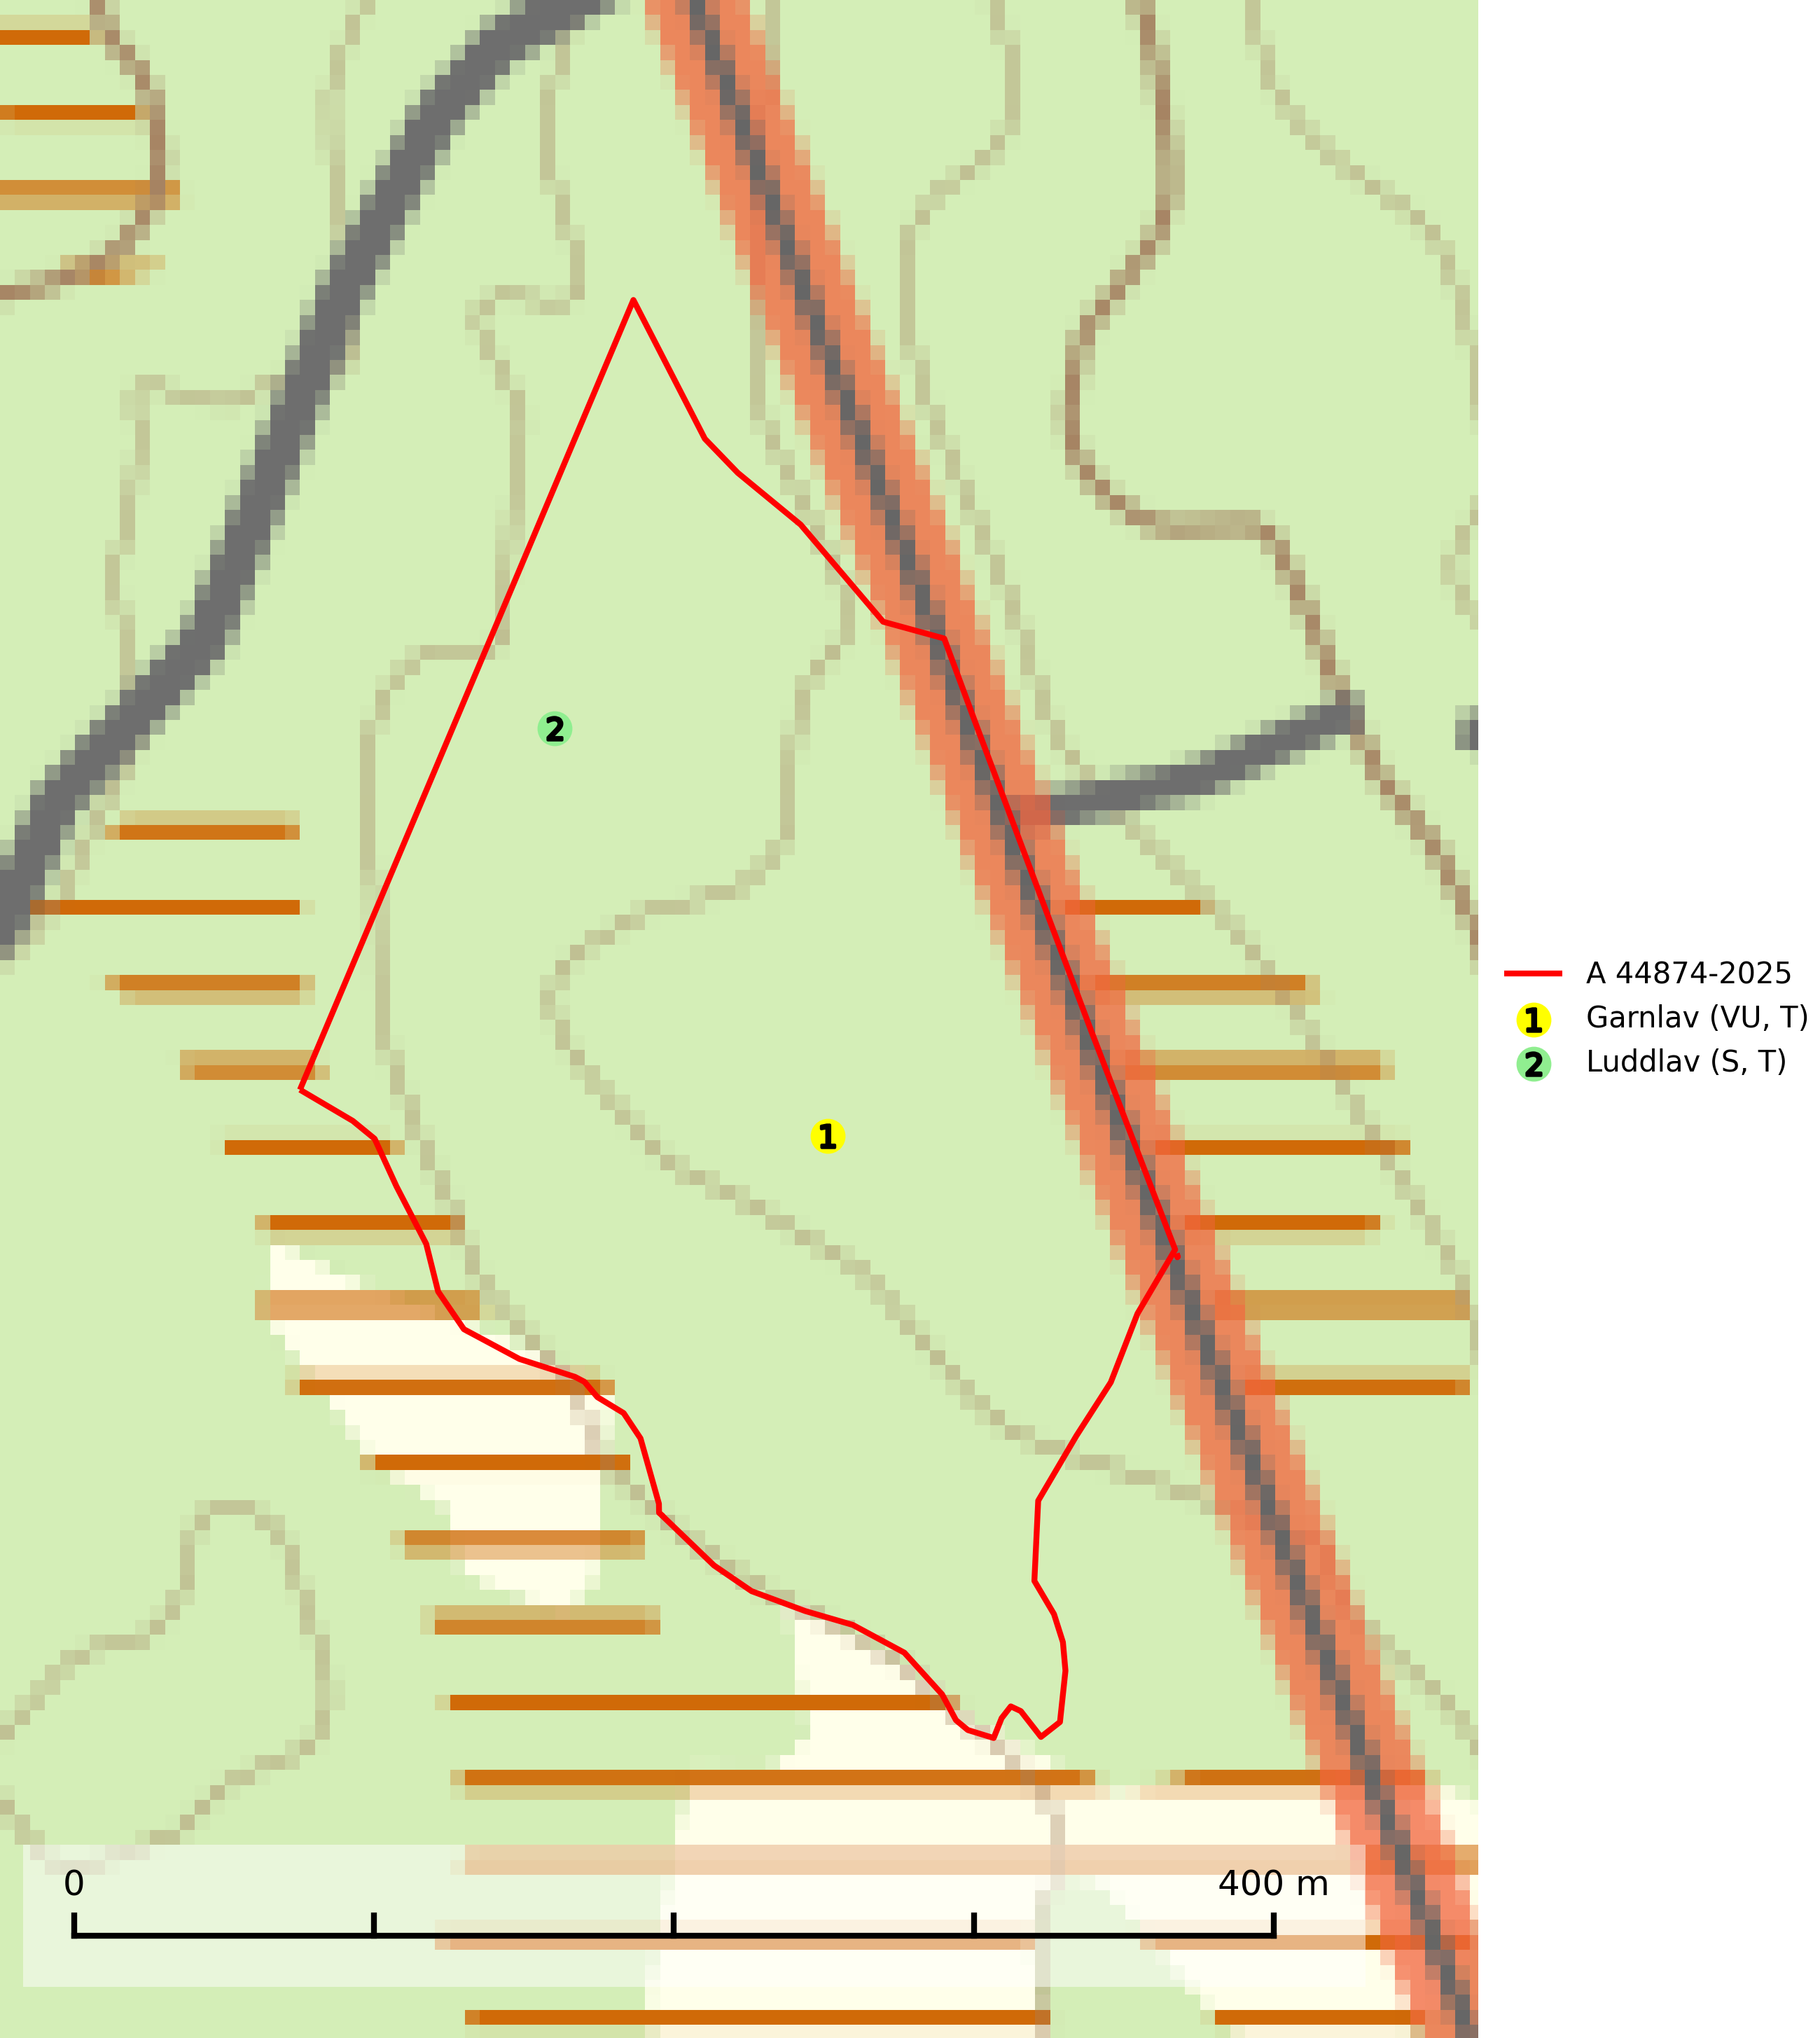 2
1
A 44874-2025
1 Garnlav (VU, T)
2 Luddlav (S, T)
0 400 m